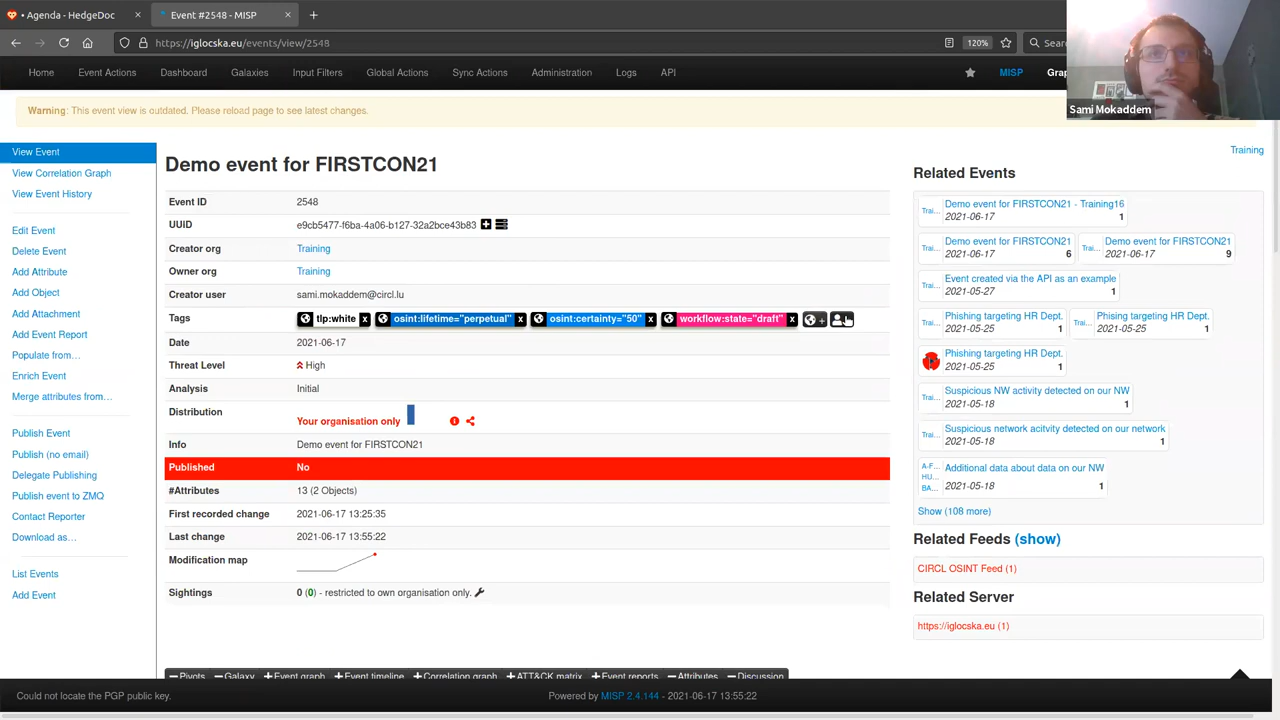 • Agenda - HedgeDoc
Event #2548 - MISP
https://iglocska.eu/events/view/2548
120%
Home
Event Actions
Dashboard
Galaxies
Input Filters
Global Actions
Sync Actions
Administration
Logs
API
MISP
Sami Mokaddem
Warning: This event view is outdated. Please reload page to see latest changes.
View Event
View Correlation Graph
View Event History
Edit Event
Delete Event
Add Attribute
Add Object
Add Attachment
Add Event Report
Populate from…
Enrich Event
Merge attributes from…
Publish Event
Publish (no email)
Delegate Publishing
Publish event to ZMQ
Contact Reporter
Download as…
List Events
Add Event
Demo event for FIRSTCON21
Event ID 2548
UUID e9cb5477-f6ba-4a06-b127-32a2bce43b83
Creator org Training
Owner org Training
Creator user sami.mokaddem@circl.lu
Tags tlp:white x osint:lifetime="perpetual" x osint:certainty="50" x workflow:state="draft" x + +
Date 2021-06-17
Threat Level High
Analysis Initial
Distribution Your organisation only
Info Demo event for FIRSTCON21
Published No
#Attributes 13 (2 Objects)
First recorded change 2021-06-17 13:25:35
Last change 2021-06-17 13:55:22
Modification map
Sightings 0 (0) - restricted to own organisation only.
Training
Related Events
Trai… Demo event for FIRSTCON21 - Training16
2021-06-17 1
Trai… Demo event for FIRSTCON21
2021-06-17 6
Trai… Demo event for FIRSTCON21
2021-06-17 9
Trai… Event created via the API as an example
2021-05-27 1
Trai… Phishing targeting HR Dept.
2021-05-25 1
Trai… Phising targeting HR Dept.
2021-05-25 1
Phishing targeting HR Dept.
2021-05-25 1
Trai… Suspicious NW activity detected on our NW
2021-05-18 1
Trai… Suspicious network acitvity detected on our network
2021-05-18 1
A-F… HU… BA… Additional data about data on our NW
2021-05-18 1
Show (108 more)
Related Feeds (show)
CIRCL OSINT Feed (1)
Related Server
https://iglocska.eu (1)
Pivots
Galaxy
Event graph
Event timeline
Correlation graph
ATT&CK matrix
Event reports
Attributes
Discussion
Could not locate the PGP public key.
Powered by MISP 2.4.144 - 2021-06-17 13:55:22